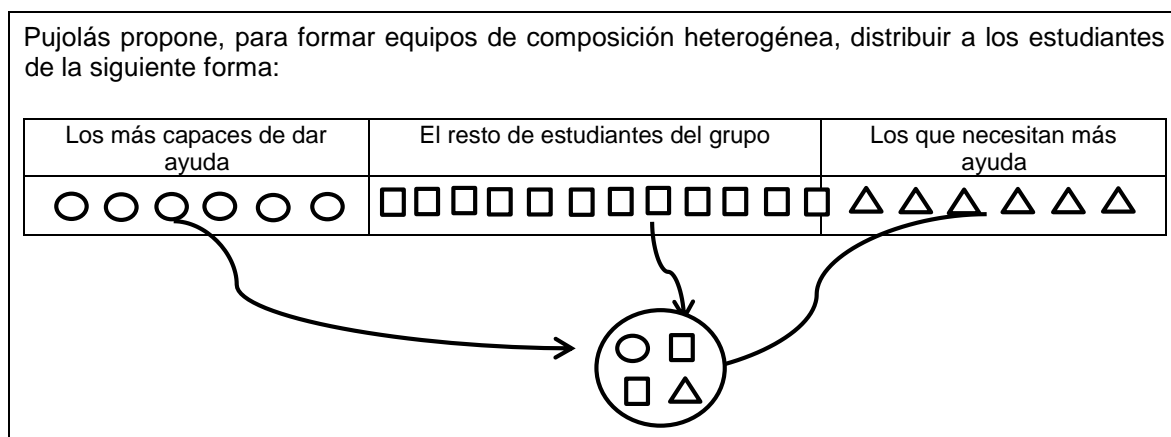 Pujolás propone, para formar equipos de composición heterogénea, distribuir a los estudiantes
de la siguiente forma:
Los más capaces de dar
ayuda
El resto de estudiantes del grupo
Los que necesitan más
ayuda